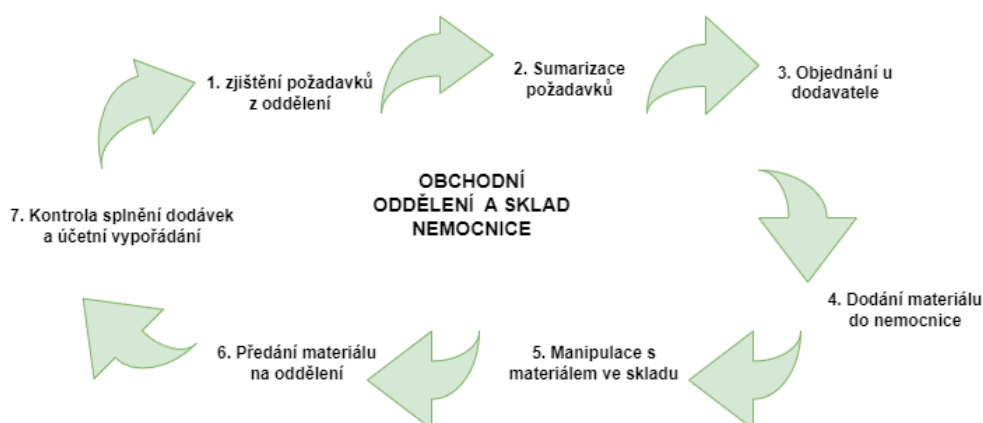 1. zjištění požadavků
z oddělení
2. Sumarizace
požadavků
3. Objednání u
dodavatele
OBCHODNÍ
ODDĚLENÍ A SKLAD
NEMOCNICE
4. Dodání materiálu
do nemocnice
5. Manipulace s
materiálem ve skladu
6. Předání materiálu
na oddělení
7. Kontrola splnění dodávek
a účetní vypořádání